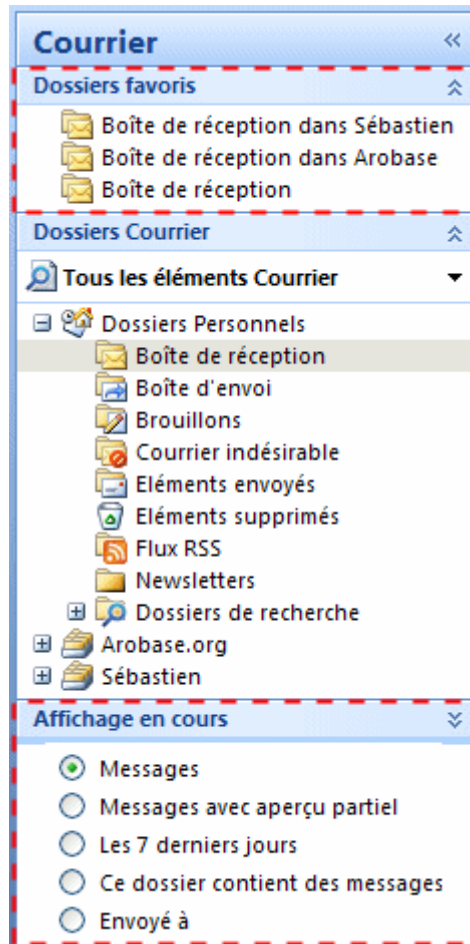 Courrier
Dossiers favoris
Boîte de réception dans Sébastien
Boîte de réception dans Arobase
Boîte de réception
Dossiers Courrier
Tous les éléments Courrier
Dossiers Personnels
Boîte de réception
Boîte d'envoi
Brouillons
Courrier indésirable
Eléments envoyés
Eléments supprimés
Flux RSS
Newsletters
Dossiers de recherche
Arobase.org
Sébastien
Affichage en cours
Messages
Messages avec aperçu partiel
Les 7 derniers jours
Ce dossier contient des messages
Envoyé à